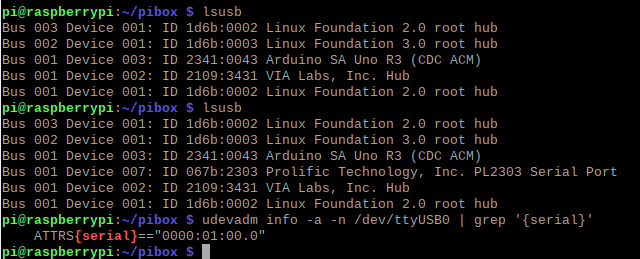 pi@raspberrypi:~/pibox $ lsusb
Bus 003 Device 001: ID 1d6b:0002 Linux Foundation 2.0 root hub
Bus 002 Device 001: ID 1d6b:0003 Linux Foundation 3.0 root hub
Bus 001 Device 003: ID 2341:0043 Arduino SA Uno R3 (CDC ACM)
Bus 001 Device 002: ID 2109:3431 VIA Labs, Inc. Hub
Bus 001 Device 001: ID 1d6b:0002 Linux Foundation 2.0 root hub
pi@raspberrypi:~/pibox $ lsusb
Bus 003 Device 001: ID 1d6b:0002 Linux Foundation 2.0 root hub
Bus 002 Device 001: ID 1d6b:0003 Linux Foundation 3.0 root hub
Bus 001 Device 003: ID 2341:0043 Arduino SA Uno R3 (CDC ACM)
Bus 001 Device 007: ID 067b:2303 Prolific Technology, Inc. PL2303 Serial Port
Bus 001 Device 002: ID 2109:3431 VIA Labs, Inc. Hub
Bus 001 Device 001: ID 1d6b:0002 Linux Foundation 2.0 root hub
pi@raspberrypi:~/pibox $ udevadm info -a -n /dev/ttyUSB0 | grep '{serial}'
    ATTRS{serial}=="0000:01:00.0"
pi@raspberrypi:~/pibox $